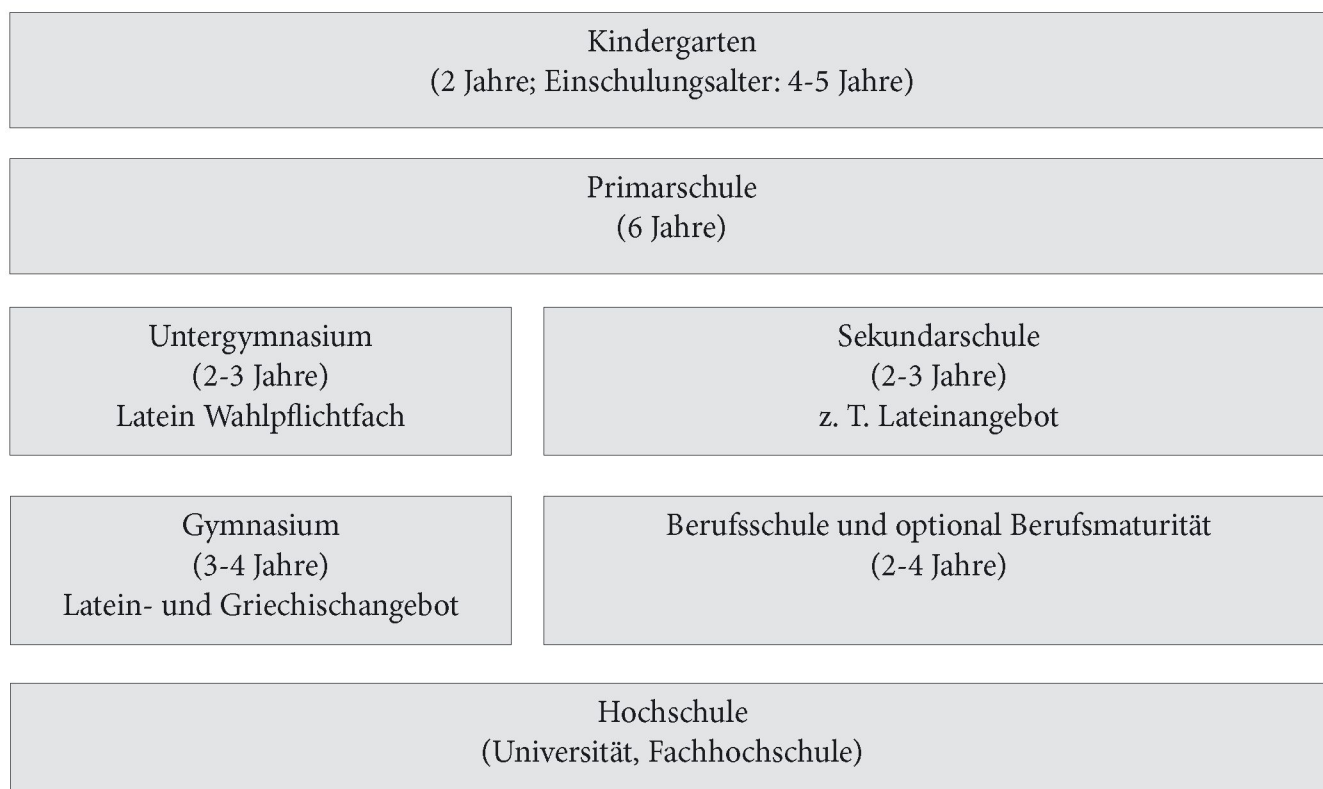 Kindergarten
(2 Jahre; Einschulungsalter: 4-5 Jahre)
Primarschule
(6 Jahre)
Untergymnasium
(2-3 Jahre)
Latein Wahlpflichtfach
Sekundarschule
(2-3 Jahre)
z. T. Lateinangebot
Gymnasium
(3-4 Jahre)
Latein- und Griechischangebot
Berufsschule und optional Berufsmaturität
(2-4 Jahre)
Hochschule
(Universität, Fachhochschule)